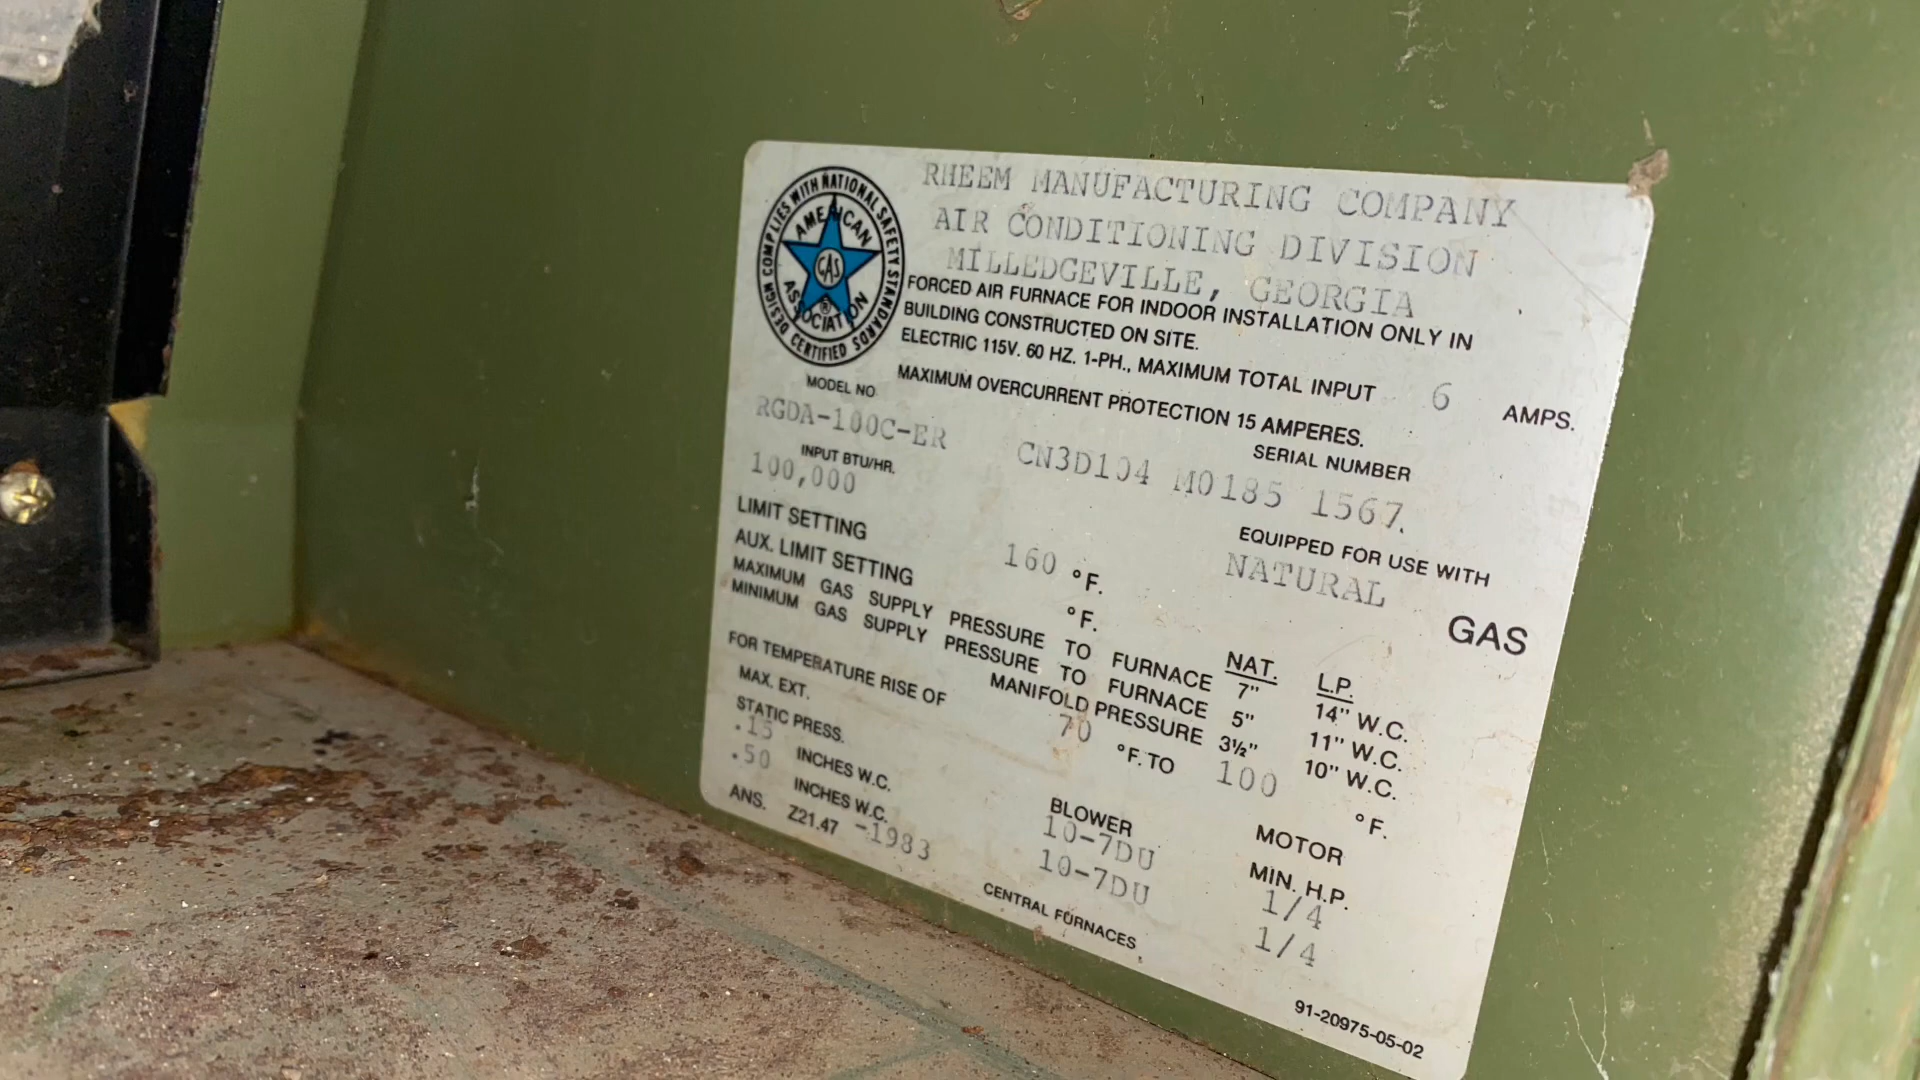 DESIGN COMPLIES WITH NATIONAL SAFETY STANDARDS
CERTIFIED
AMERICAN
GAS
ASSOCIATION
®
RHEEM MANUFACTURING COMPANY
AIR CONDITIONING DIVISION
MILLEDGEVILLE, GEORGIA
FORCED AIR FURNACE FOR INDOOR INSTALLATION ONLY IN
BUILDING CONSTRUCTED ON SITE.
ELECTRIC 115V. 60 HZ. 1-PH., MAXIMUM TOTAL INPUT 6 AMPS.
MAXIMUM OVERCURRENT PROTECTION 15 AMPERES.
MODEL NO. SERIAL NUMBER
RGDA-100C-ER CN3D104 M0185 1567.
INPUT BTU/HR. EQUIPPED FOR USE WITH
100,000 NATURAL GAS
LIMIT SETTING 160 °F.
AUX. LIMIT SETTING °F.
NAT. L.P.
MAXIMUM GAS SUPPLY PRESSURE TO FURNACE 7" 14" W.C.
MINIMUM GAS SUPPLY PRESSURE TO FURNACE 5" 11" W.C.
MANIFOLD PRESSURE 3½" 10" W.C.
FOR TEMPERATURE RISE OF 70 °F. TO 100 °F.
MAX. EXT.
STATIC PRESS. BLOWER MOTOR
MIN. H.P.
.15 INCHES W.C. 10-7DU 1/4
.50 INCHES W.C. 10-7DU 1/4
ANS. Z21.47 -1983 CENTRAL FURNACES
91-20975-05-02